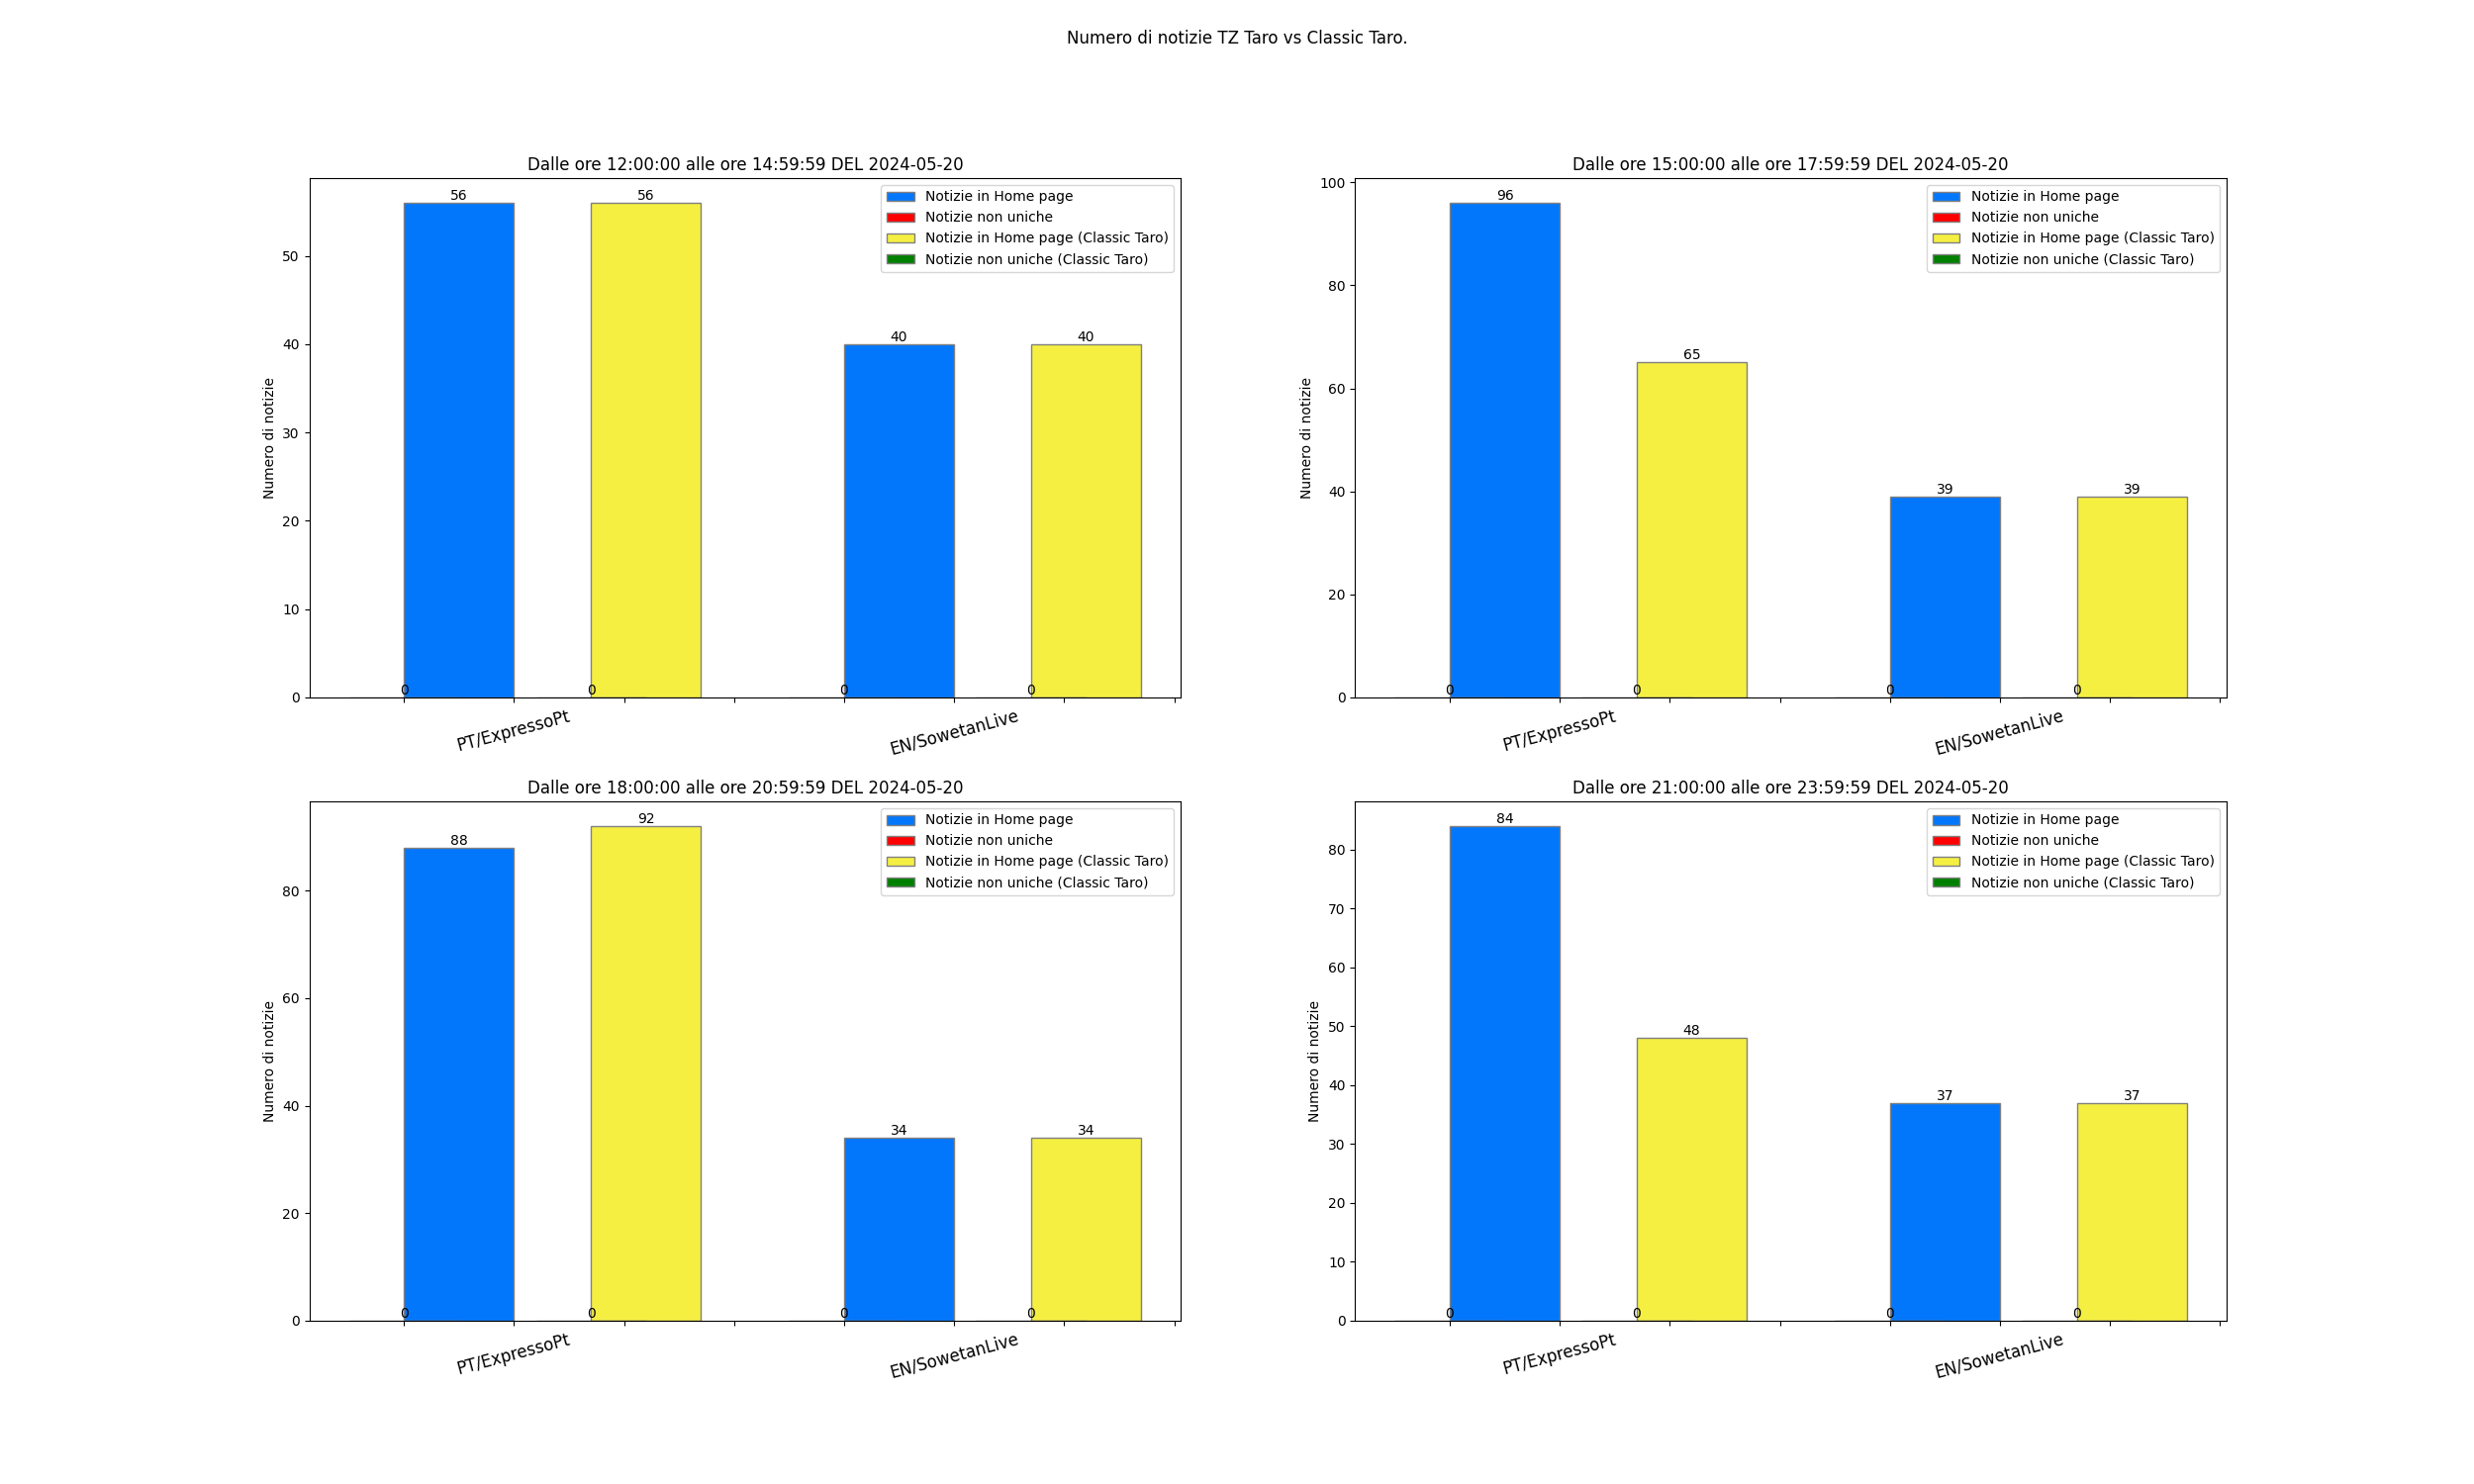 Numero di notizie TZ Taro vs Classic Taro.
Dalle ore 12:00:00 alle ore 14:59:59 DEL 2024-05-20
Notizie in Home page
Notizie non uniche
Notizie in Home page (Classic Taro)
Notizie non uniche (Classic Taro)
56
56
40
40
0
0
0
0
50
40
30
20
10
0
Numero di notizie
PT/ExpressoPt
EN/SowetanLive
Dalle ore 15:00:00 alle ore 17:59:59 DEL 2024-05-20
Notizie in Home page
Notizie non uniche
Notizie in Home page (Classic Taro)
Notizie non uniche (Classic Taro)
96
65
39
39
0
0
0
0
100
80
60
40
20
0
Numero di notizie
PT/ExpressoPt
EN/SowetanLive
Dalle ore 18:00:00 alle ore 20:59:59 DEL 2024-05-20
Notizie in Home page
Notizie non uniche
Notizie in Home page (Classic Taro)
Notizie non uniche (Classic Taro)
88
92
34
34
0
0
0
0
80
60
40
20
0
Numero di notizie
PT/ExpressoPt
EN/SowetanLive
Dalle ore 21:00:00 alle ore 23:59:59 DEL 2024-05-20
Notizie in Home page
Notizie non uniche
Notizie in Home page (Classic Taro)
Notizie non uniche (Classic Taro)
84
48
37
37
0
0
0
0
80
70
60
50
40
30
20
10
0
Numero di notizie
PT/ExpressoPt
EN/SowetanLive